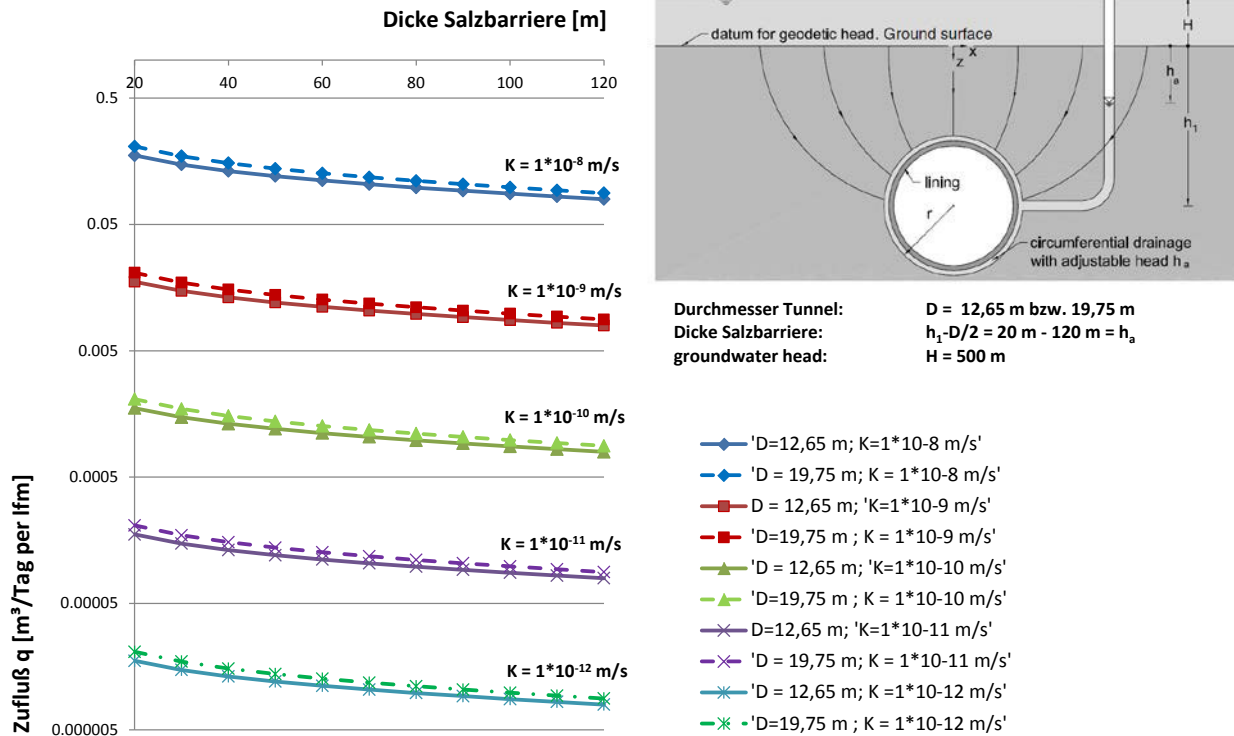 Dicke Salzbarriere [m]
20 40 60 80 100 120
0.5
0.05
0.005
0.0005
0.00005
0.000005
Zufluß q [m³/Tag per lfm]
K = 1*10⁻⁸ m/s
K = 1*10⁻⁹ m/s
K = 1*10⁻¹⁰ m/s
K = 1*10⁻¹¹ m/s
K = 1*10⁻¹² m/s
H
datum for geodetic head. Ground surface
x
z
hₐ
h₁
lining
r
circumferential drainage
with adjustable head hₐ
Durchmesser Tunnel: D = 12,65 m bzw. 19,75 m
Dicke Salzbarriere: h₁-D/2 = 20 m - 120 m = hₐ
groundwater head: H = 500 m
'D=12,65 m; K=1*10-8 m/s'
'D = 19,75 m; K = 1*10-8 m/s'
D = 12,65 m; 'K=1*10-9 m/s'
'D=19,75 m ; K = 1*10-9 m/s'
'D = 12,65 m; 'K=1*10-10 m/s'
'D=19,75 m ; K = 1*10-10 m/s'
D=12,65 m; 'K=1*10-11 m/s'
'D = 19,75 m; K = 1*10-11 m/s'
'D = 12,65 m; K = 1*10-12 m/s'
'D=19,75 m ; K = 1*10-12 m/s'